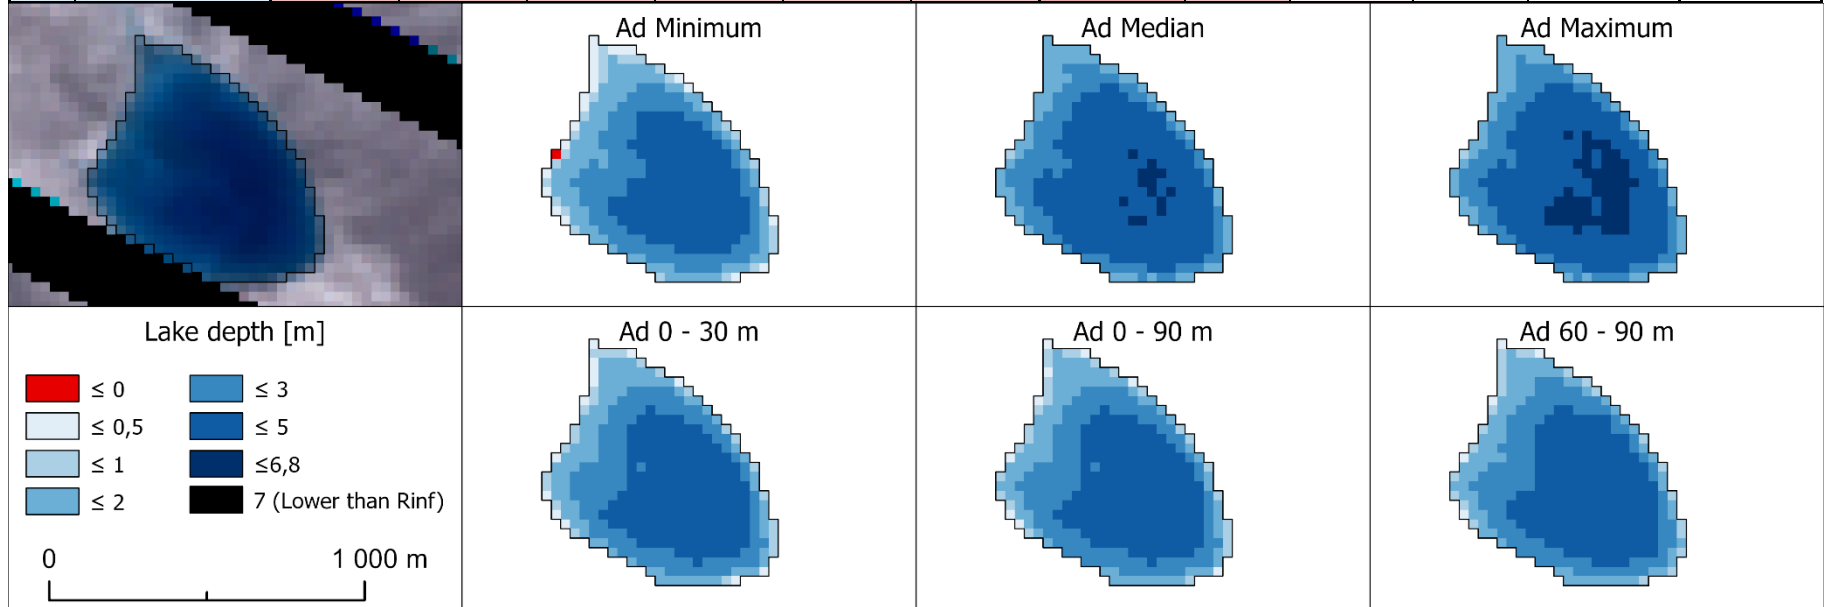 Ad Minimum
Ad Median
Ad Maximum
Lake depth [m]
≤ 0
≤ 3
≤ 0,5
≤ 5
≤ 1
≤6,8
≤ 2
7 (Lower than Rinf)
0
1 000 m
Ad 0 - 30 m
Ad 0 - 90 m
Ad 60 - 90 m